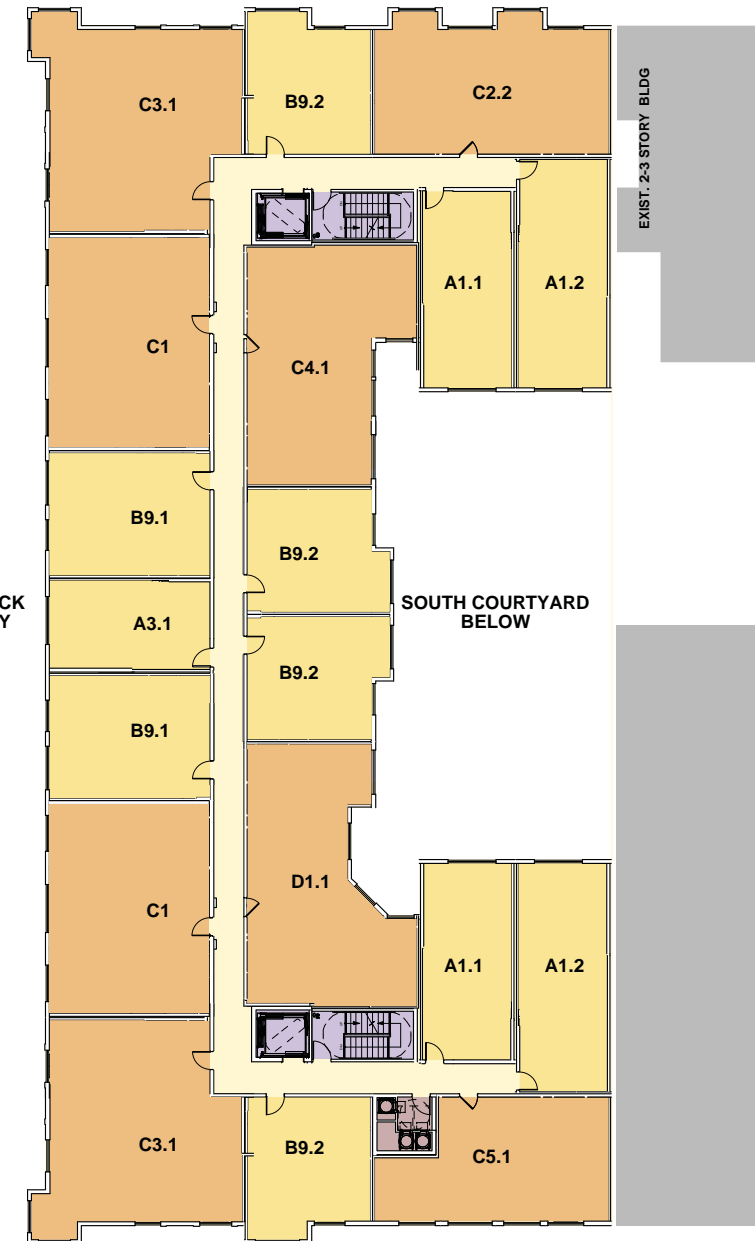 C3.1
B9.2
C2.2
EXIST. 2-3 STORY BLDG
A1.1
A1.2
C1
C4.1
B9.1
B9.2
CK
Y
A3.1
SOUTH COURTYARD
BELOW
B9.2
B9.1
D1.1
C1
A1.1
A1.2
C3.1
B9.2
C5.1